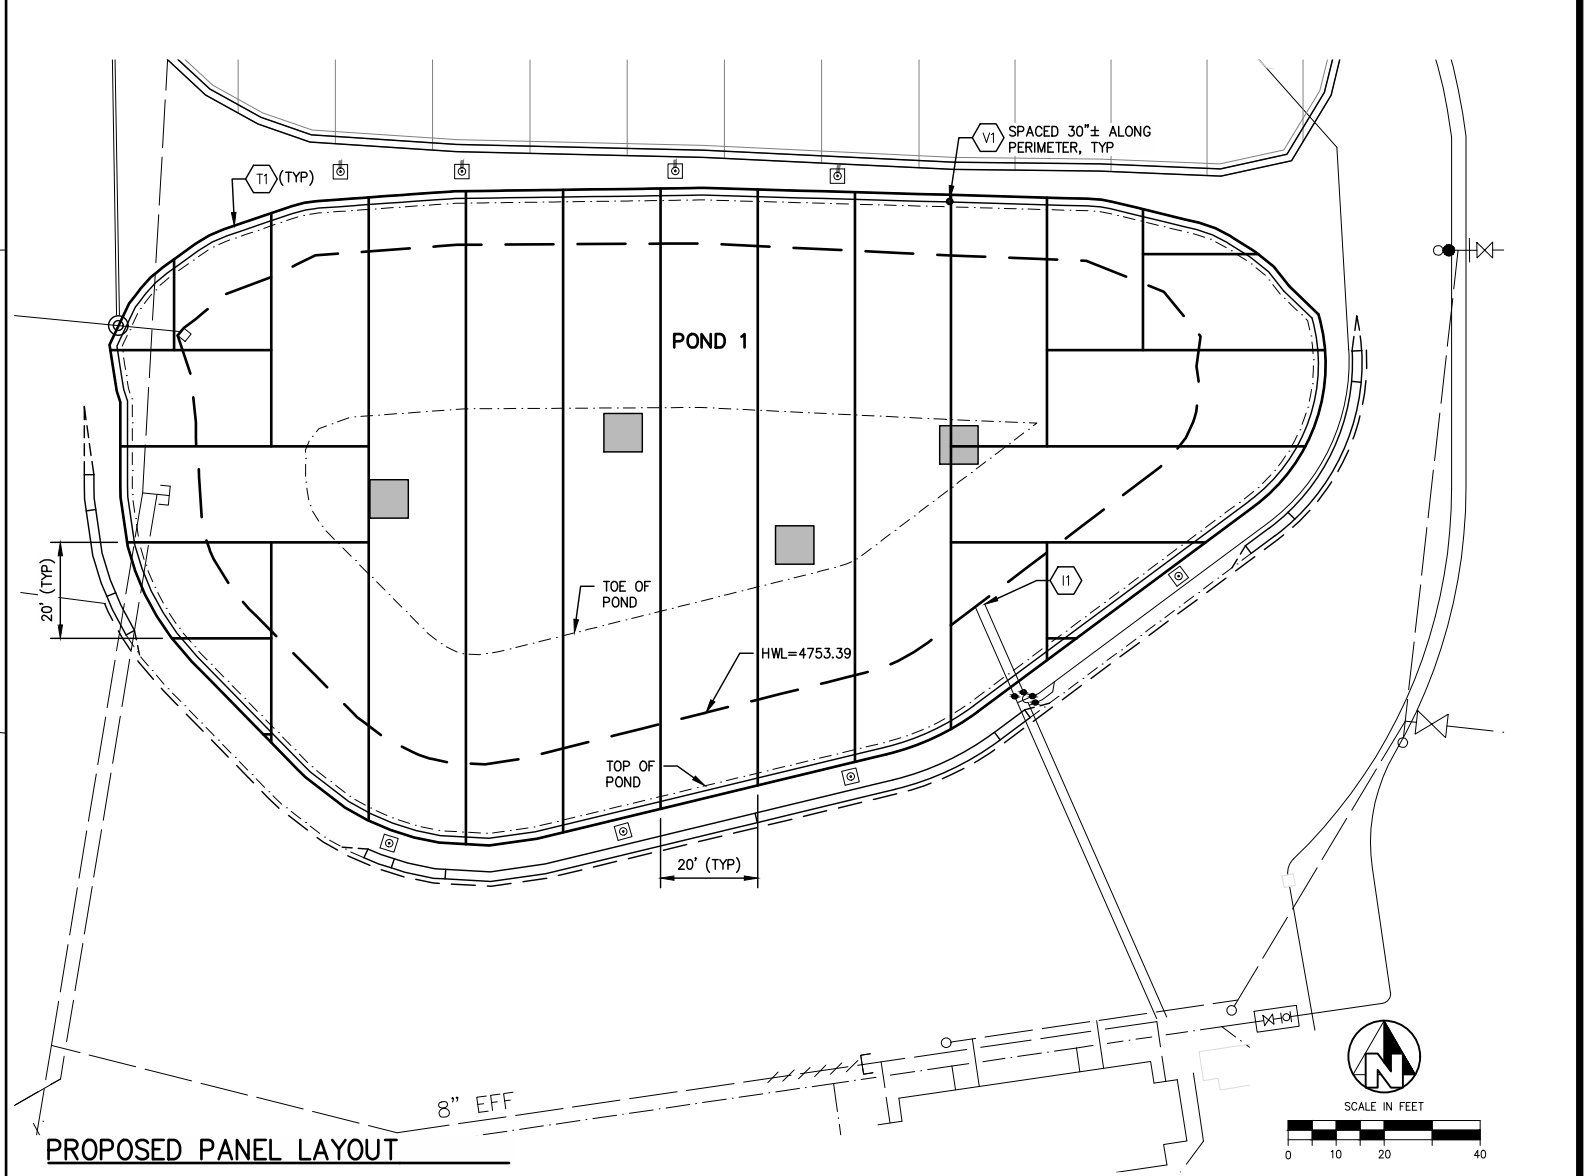 V1
SPACED 30"± ALONG
PERIMETER, TYP
T1
(TYP)
POND 1
I1
TOE OF
POND
20' (TYP)
HWL=4753.39
TOP OF
POND
20' (TYP)
8" EFF
N
SCALE IN FEET
0 10 20 40
PROPOSED PANEL LAYOUT